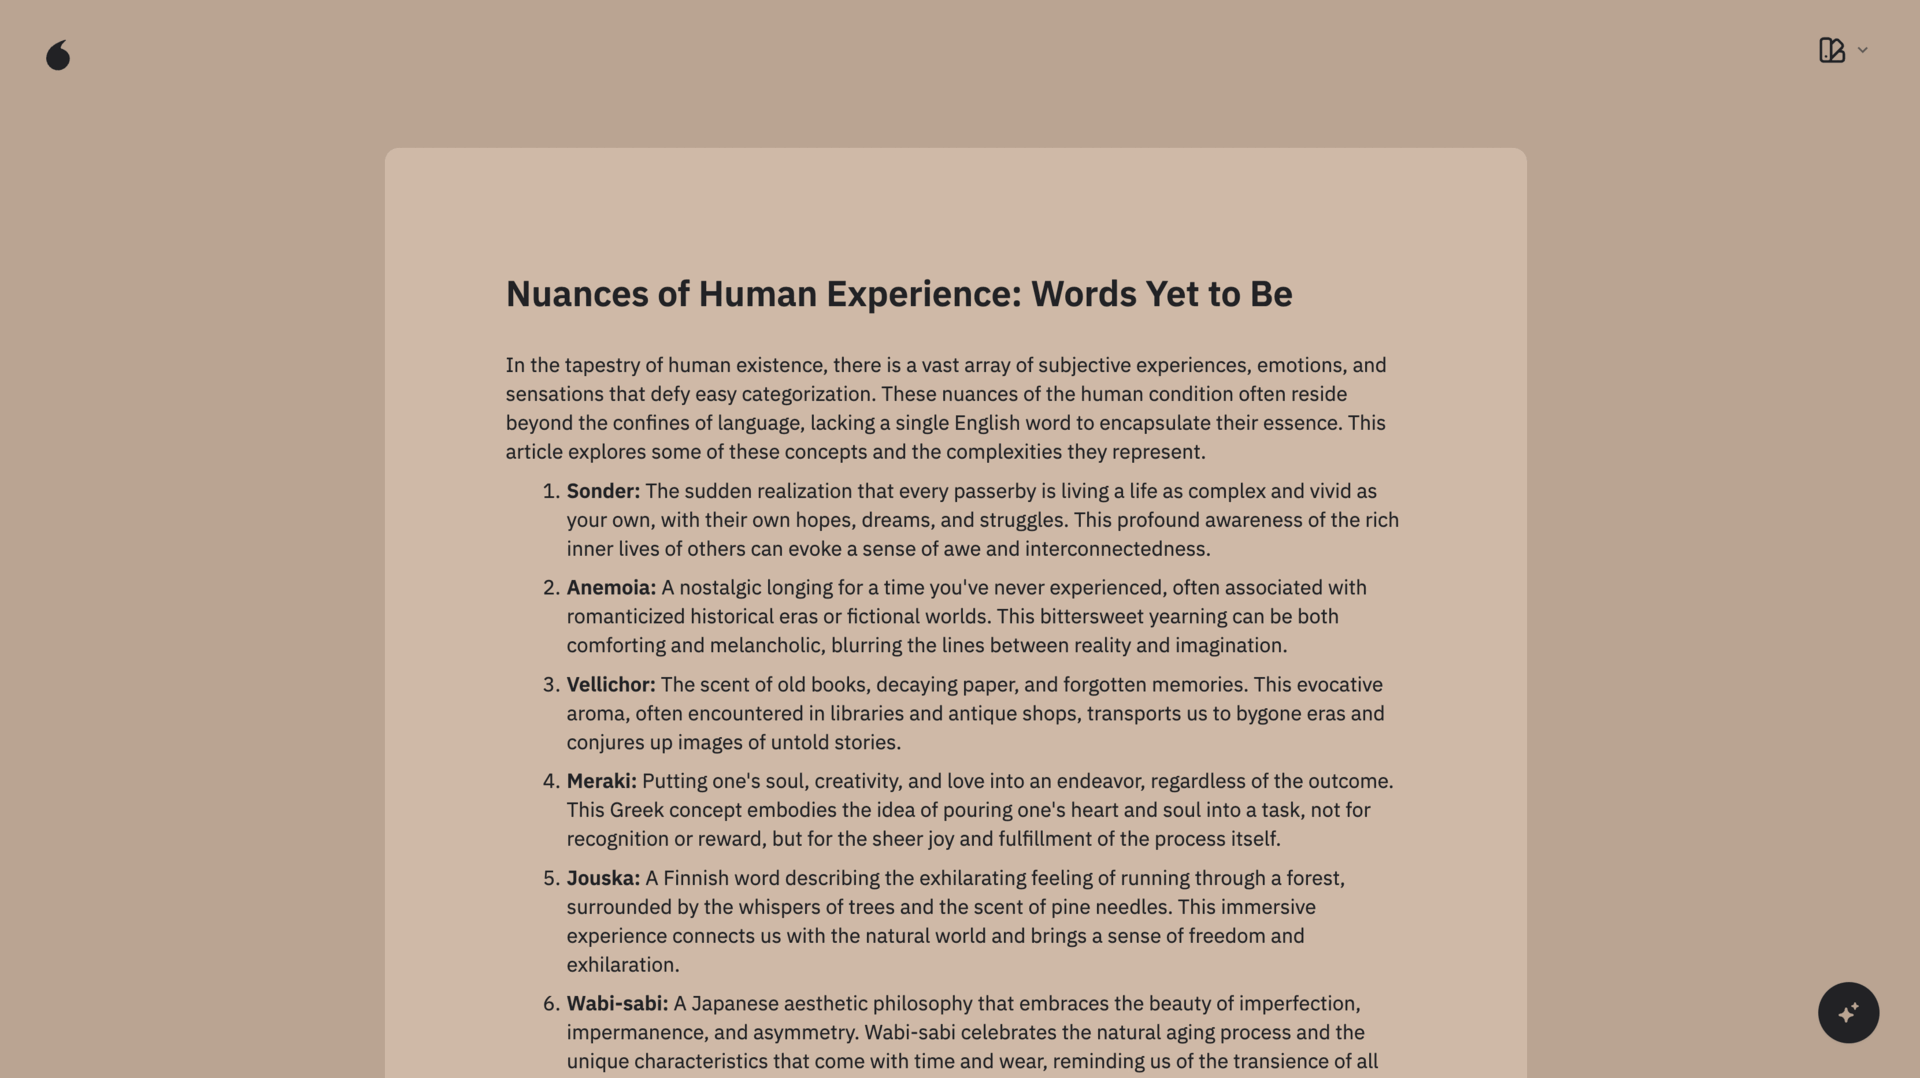 Nuances of Human Experience: Words Yet to Be
In the tapestry of human existence, there is a vast array of subjective experiences, emotions, and
sensations that defy easy categorization. These nuances of the human condition often reside
beyond the confines of language, lacking a single English word to encapsulate their essence. This
article explores some of these concepts and the complexities they represent.
1. Sonder: The sudden realization that every passerby is living a life as complex and vivid as
your own, with their own hopes, dreams, and struggles. This profound awareness of the rich
inner lives of others can evoke a sense of awe and interconnectedness.
2. Anemoia: A nostalgic longing for a time you've never experienced, often associated with
romanticized historical eras or fictional worlds. This bittersweet yearning can be both
comforting and melancholic, blurring the lines between reality and imagination.
3. Vellichor: The scent of old books, decaying paper, and forgotten memories. This evocative
aroma, often encountered in libraries and antique shops, transports us to bygone eras and
conjures up images of untold stories.
4. Meraki: Putting one's soul, creativity, and love into an endeavor, regardless of the outcome.
This Greek concept embodies the idea of pouring one's heart and soul into a task, not for
recognition or reward, but for the sheer joy and fulfillment of the process itself.
5. Jouska: A Finnish word describing the exhilarating feeling of running through a forest,
surrounded by the whispers of trees and the scent of pine needles. This immersive
experience connects us with the natural world and brings a sense of freedom and
exhilaration.
6. Wabi-sabi: A Japanese aesthetic philosophy that embraces the beauty of imperfection,
impermanence, and asymmetry. Wabi-sabi celebrates the natural aging process and the
unique characteristics that come with time and wear, reminding us of the transience of all